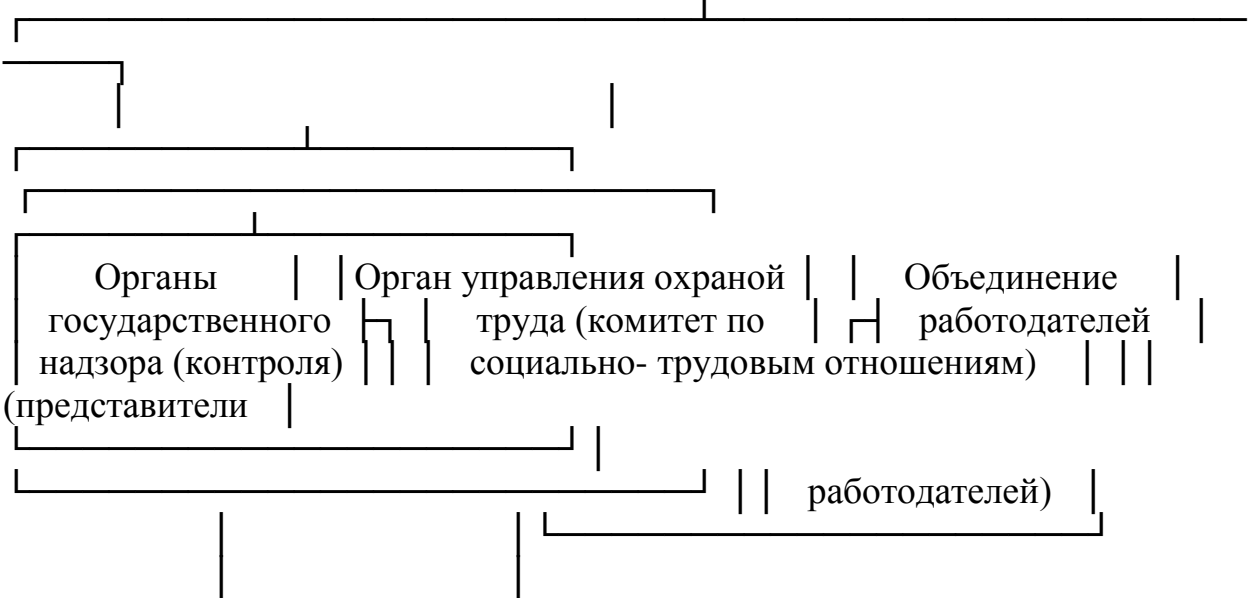 Органы Орган управления охраной Объединение
государственного труда (комитет по работодателей
надзора (контроля) социально- трудовым отношениям)
(представители
работодателей)